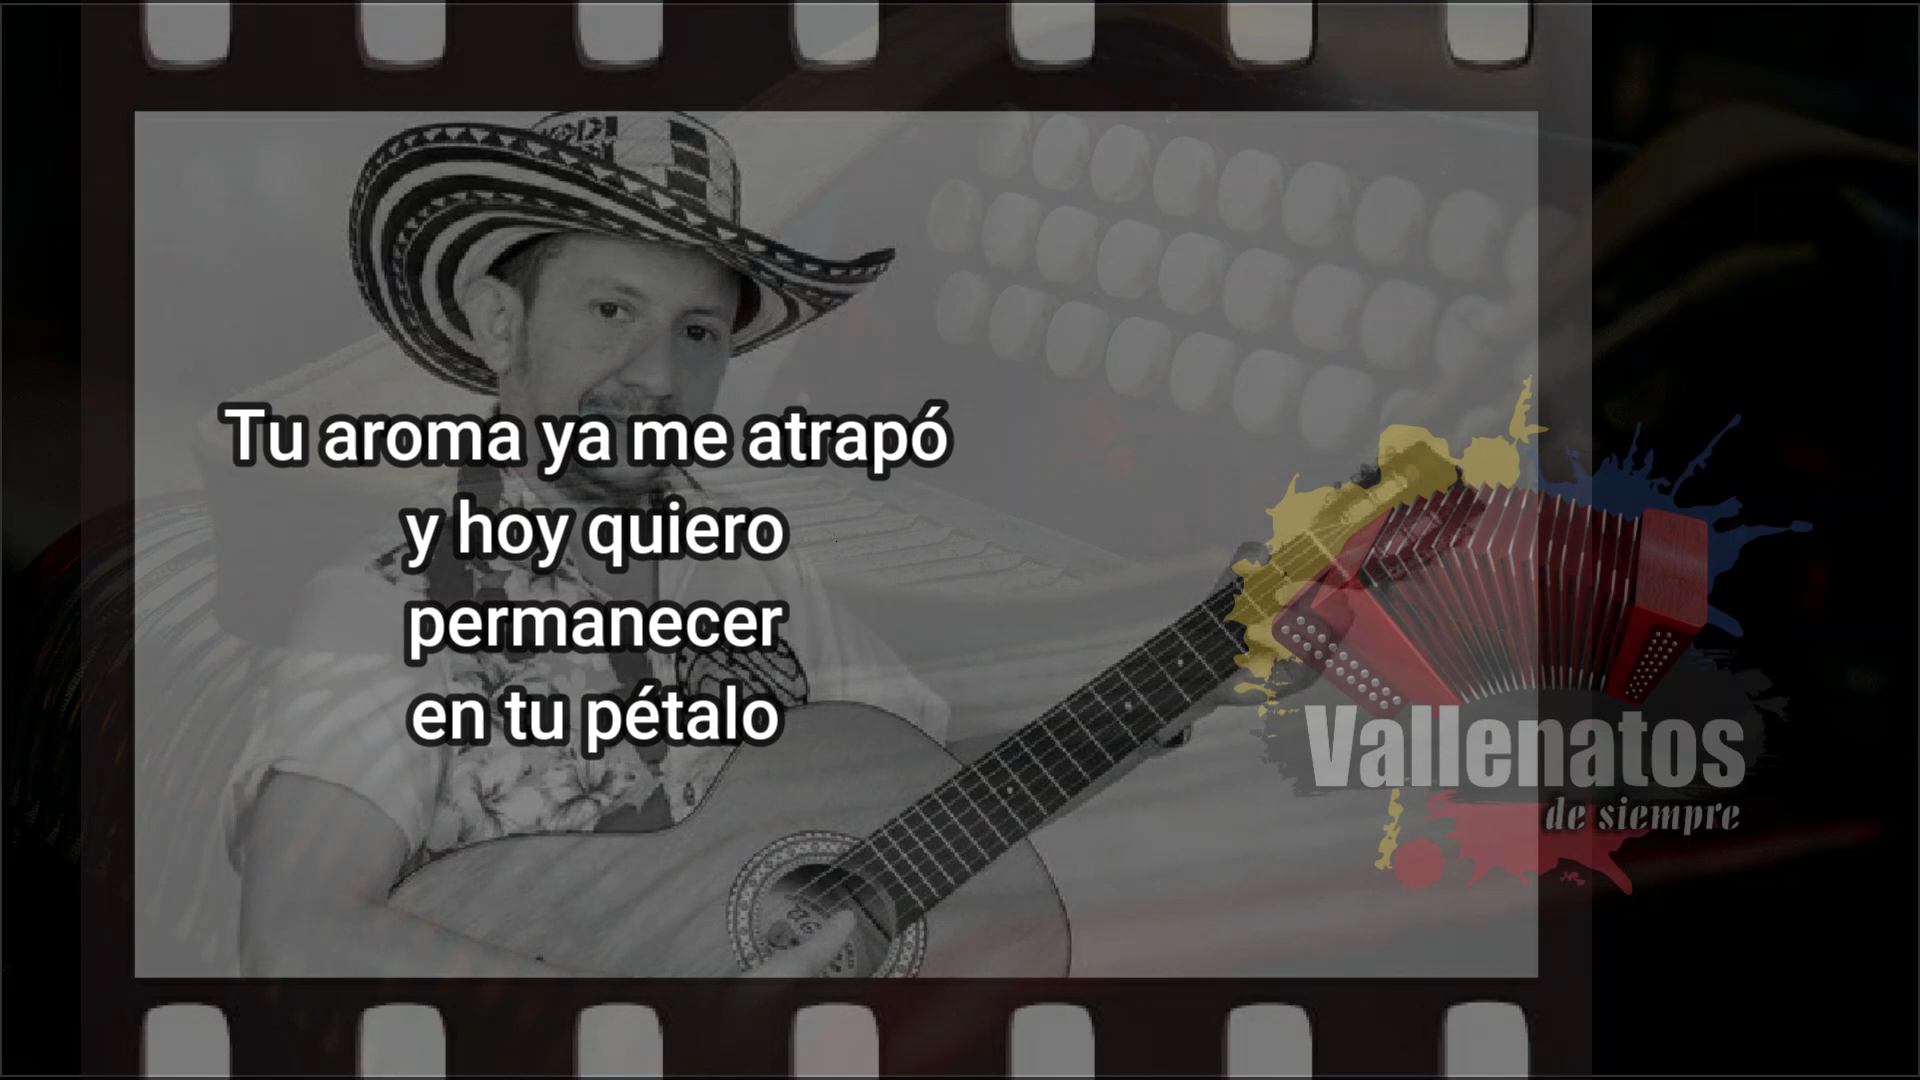 Tu aroma ya me atrapó
y hoy quiero
permanecer
en tu pétalo
Vallenatos
de siempre